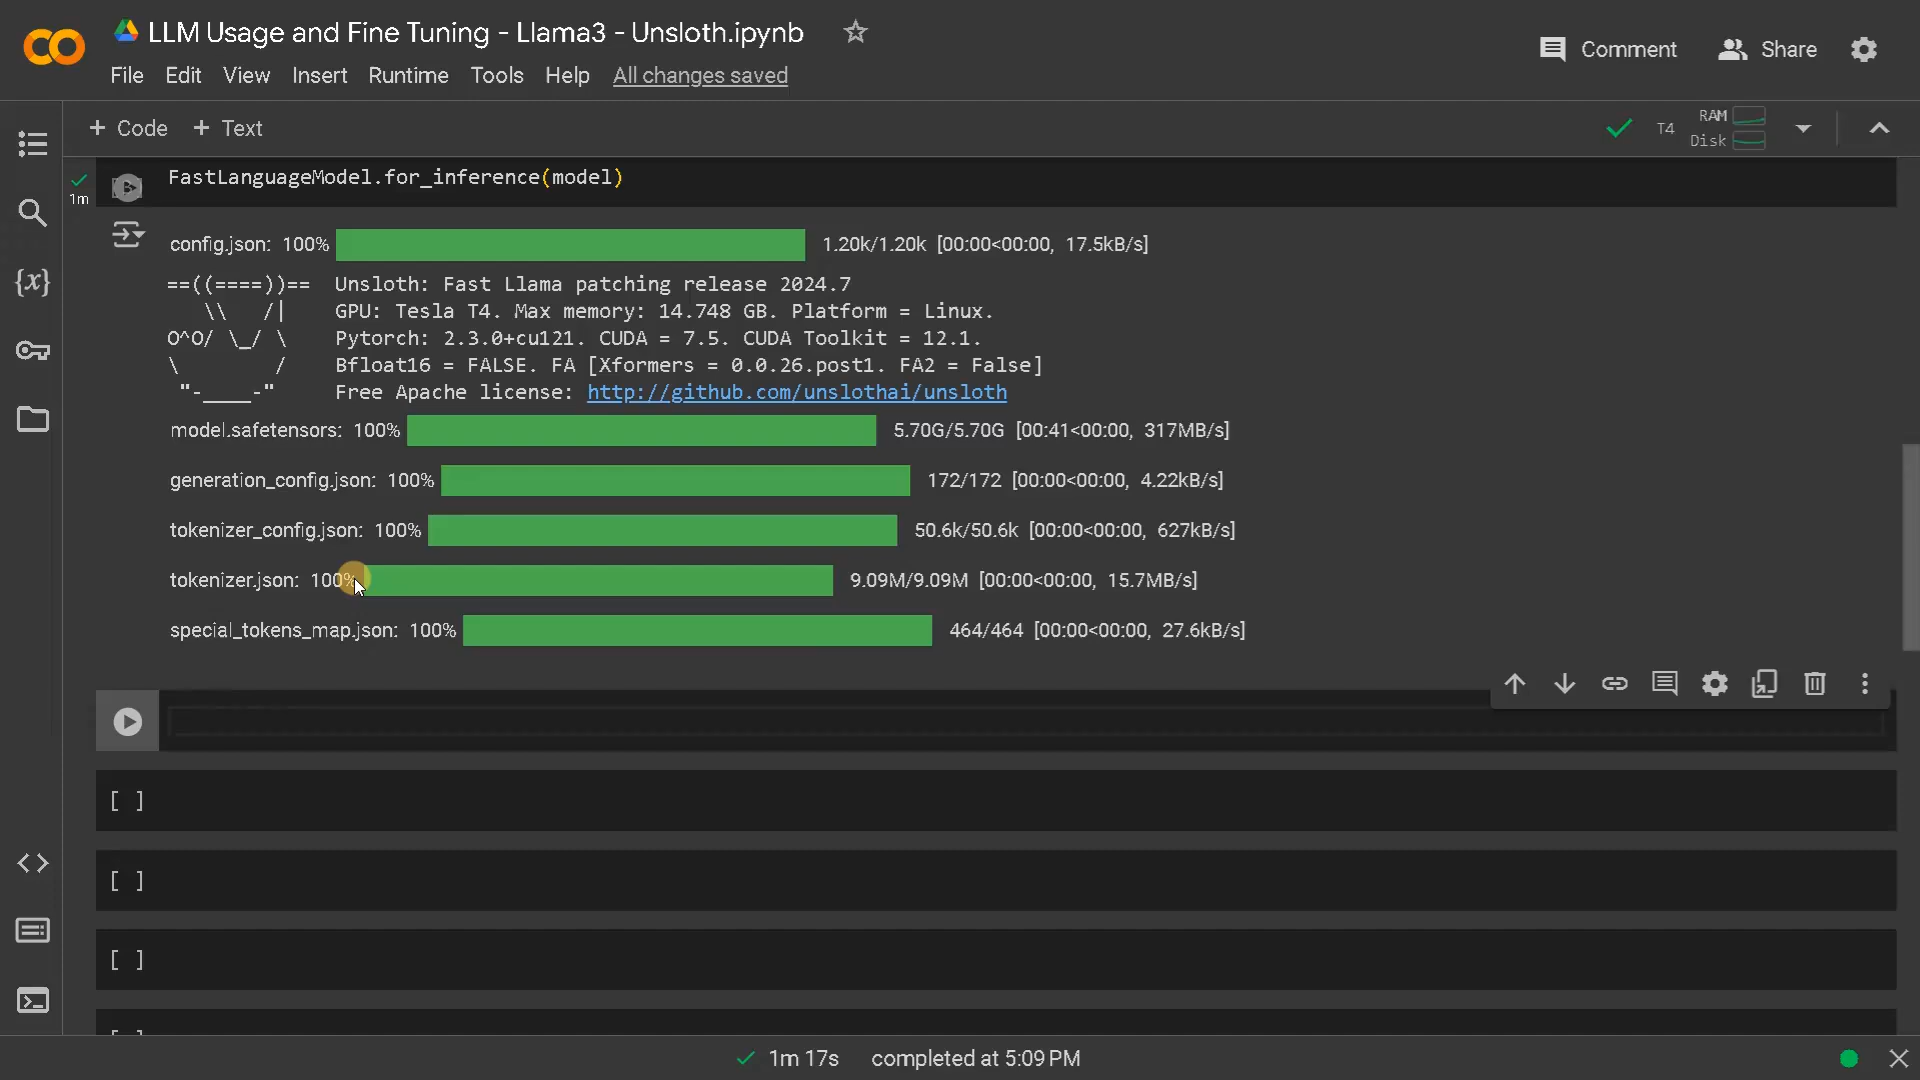 LLM Usage and Fine Tuning - Llama3 - Unsloth.ipynb
Comment
Share
File Edit View Insert Runtime Tools Help All changes saved
+ Code + Text
T4
RAM
Disk
1m
FastLanguageModel.for_inference(model)
config.json: 100% 1.20k/1.20k [00:00<00:00, 17.5kB/s]
==((====))== Unsloth: Fast Llama patching release 2024.7
\\ /| GPU: Tesla T4. Max memory: 14.748 GB. Platform = Linux.
O^O/ \_/ \ Pytorch: 2.3.0+cu121. CUDA = 7.5. CUDA Toolkit = 12.1.
\ / Bfloat16 = FALSE. FA [Xformers = 0.0.26.post1. FA2 = False]
"-____-" Free Apache license: http://github.com/unslothai/unsloth
model.safetensors: 100% 5.70G/5.70G [00:41<00:00, 317MB/s]
generation_config.json: 100% 172/172 [00:00<00:00, 4.22kB/s]
tokenizer_config.json: 100% 50.6k/50.6k [00:00<00:00, 627kB/s]
tokenizer.json: 100% 9.09M/9.09M [00:00<00:00, 15.7MB/s]
special_tokens_map.json: 100% 464/464 [00:00<00:00, 27.6kB/s]
[ ]
[ ]
[ ]
[ ]
1m 17s completed at 5:09 PM